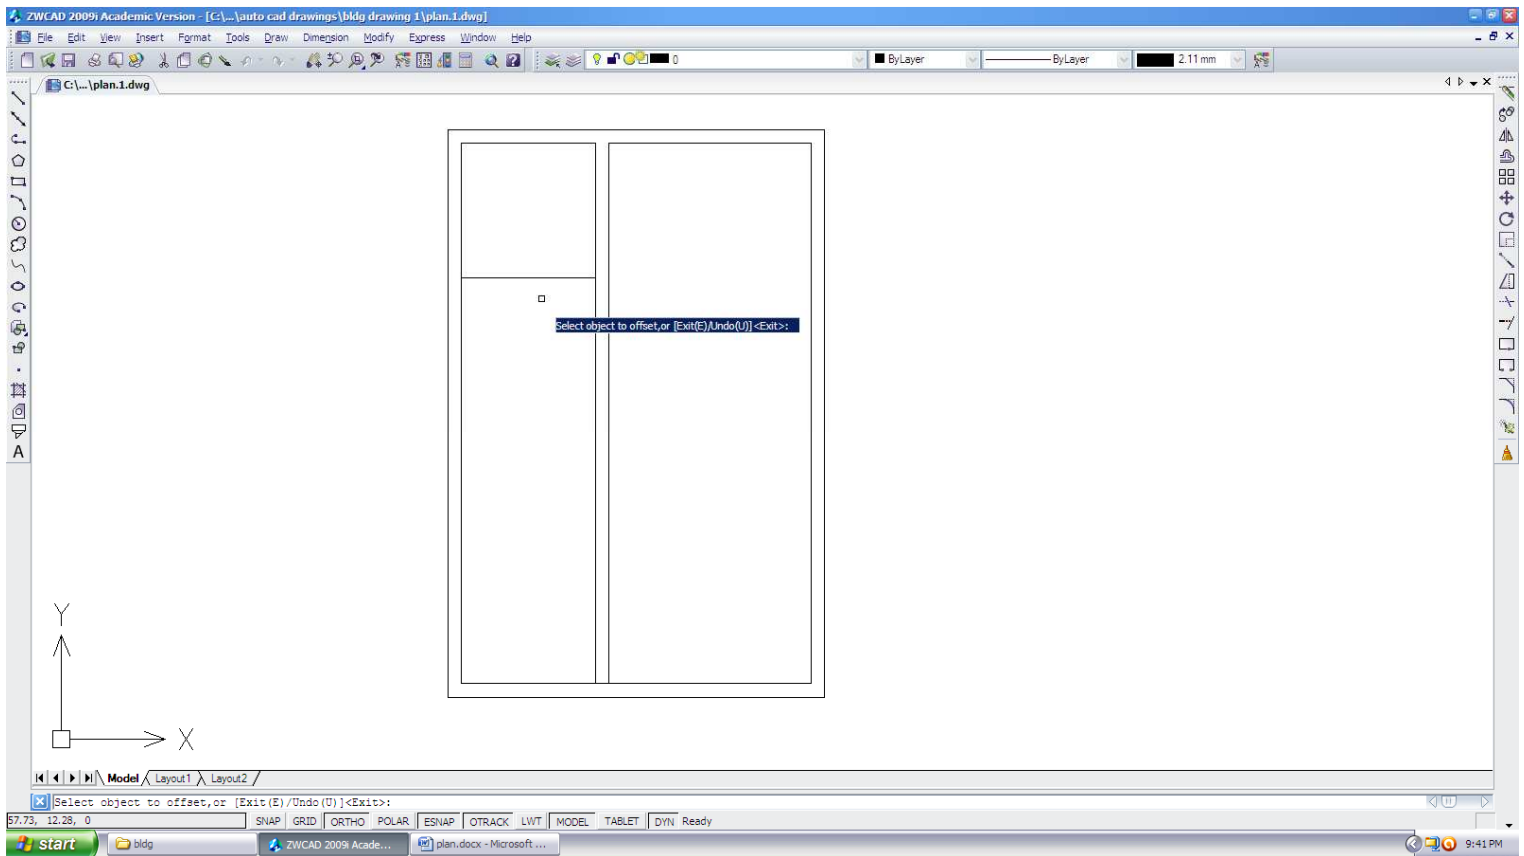 ZWCAD 2009i Academic Version - [C:\...\auto cad drawings\bldg drawing 1\plan.1.dwg]
File Edit View Insert Format Tools Draw Dimension Modify Express Window Help
0 ByLayer ByLayer 2.11 mm
C:\...\plan.1.dwg
A
Select object to offset,or [Exit(E)/Undo(U)]<Exit>:
Y
X
Model Layout1 Layout2
Select object to offset,or [Exit(E)/Undo(U)]<Exit>:
57.73, 12.28, 0 SNAP GRID ORTHO POLAR ESNAP OTRACK LWT MODEL TABLET DYN Ready
start bldg ZWCAD 2009i Acade... plan.docx - Microsoft ... 9:41 PM